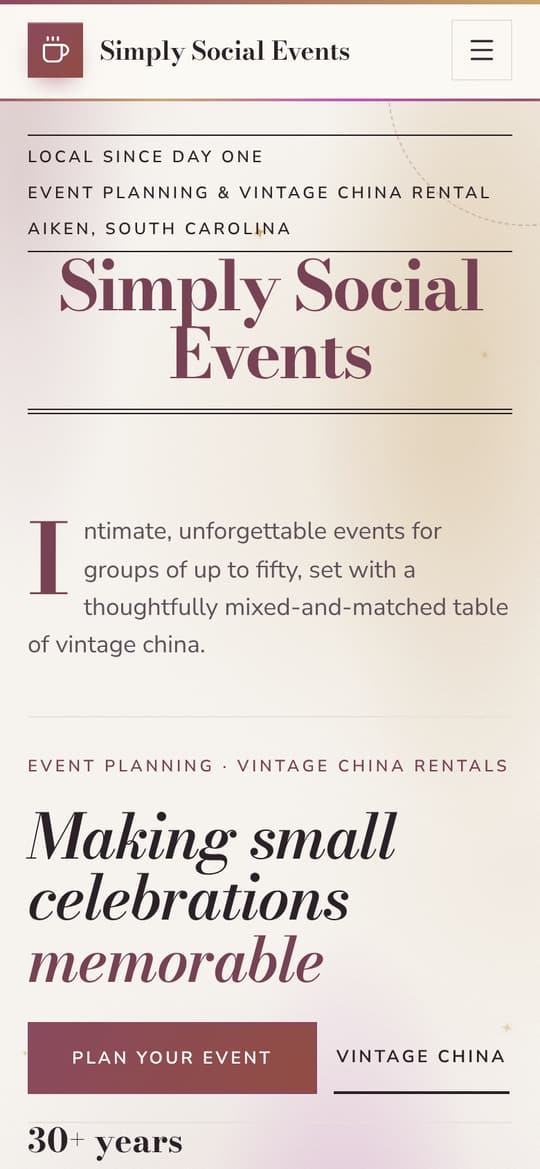 Simply Social Events
LOCAL SINCE DAY ONE
EVENT PLANNING & VINTAGE CHINA RENTAL
AIKEN, SOUTH CAROLINA
Simply Social
Events
Intimate, unforgettable events for
groups of up to fifty, set with a
thoughtfully mixed-and-matched table
of vintage china.
EVENT PLANNING · VINTAGE CHINA RENTALS
Making small
celebrations
memorable
PLAN YOUR EVENT
VINTAGE CHINA
30+ years